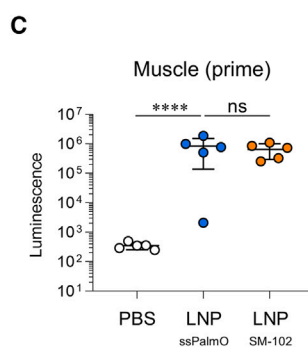 C
Muscle (prime)
**** ns
10⁷
10⁶
10⁵
10⁴
10³
10²
10¹
Luminescence
PBS LNP LNP
ssPalmO SM-102